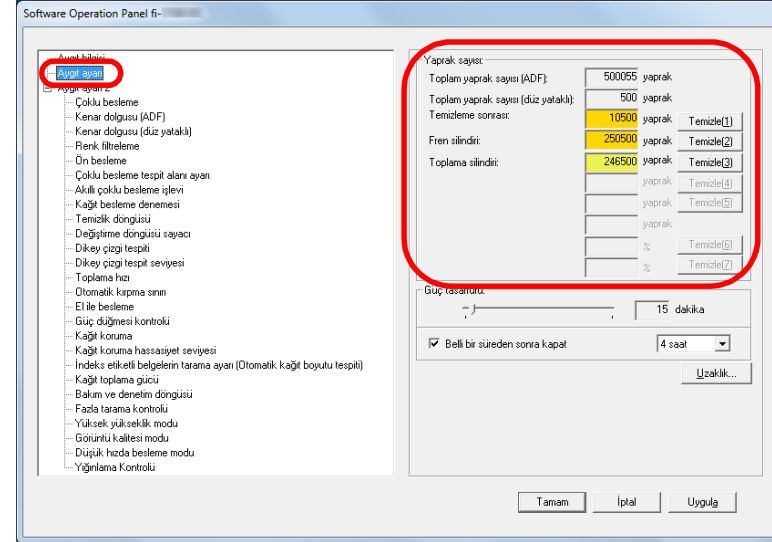 Software Operation Panel fi-
Aygıt bilgisi
Aygıt ayarı
Aygıt ayarı 2
Çoklu besleme
Kenar dolgusu (ADF)
Kenar dolgusu (düz yataklı)
Renk filtreleme
Ön besleme
Çoklu besleme tespit alanı ayarı
Akıllı çoklu besleme işlevi
Kağıt besleme denemesi
Temizlik döngüsü
Değiştirme döngüsü sayacı
Dikey çizgi tespiti
Dikey çizgi tespit seviyesi
Toplama hızı
Otomatik kırpma sınırı
El ile besleme
Güç düğmesi kontrolü
Kağıt koruma
Kağıt koruma hassasiyet seviyesi
İndeks etiketli belgelerin tarama ayarı (Otomatik kağıt boyutu tespiti)
Kağıt toplama gücü
Bakım ve denetim döngüsü
Fazla tarama kontrolü
Yüksek yükseklik modu
Görüntü kalitesi modu
Düşük hızda besleme modu
Yığınlama Kontrolü
Yaprak sayısı:
Toplam yaprak sayısı (ADF): 500055 yaprak
Toplam yaprak sayısı (düz yataklı): 500 yaprak
Temizleme sonrası: 10500 yaprak Temizle(1)
Fren silindiri: 250500 yaprak Temizle(2)
Toplama silindiri: 246500 yaprak Temizle(3)
yaprak Temizle(4)
yaprak Temizle(5)
yaprak
% Temizle(6)
% Temizle(7)
Güç tasarrufu:
15 dakika
Belli bir süreden sonra kapat 4 saat
Uzaklık...
Tamam İptal Uygula